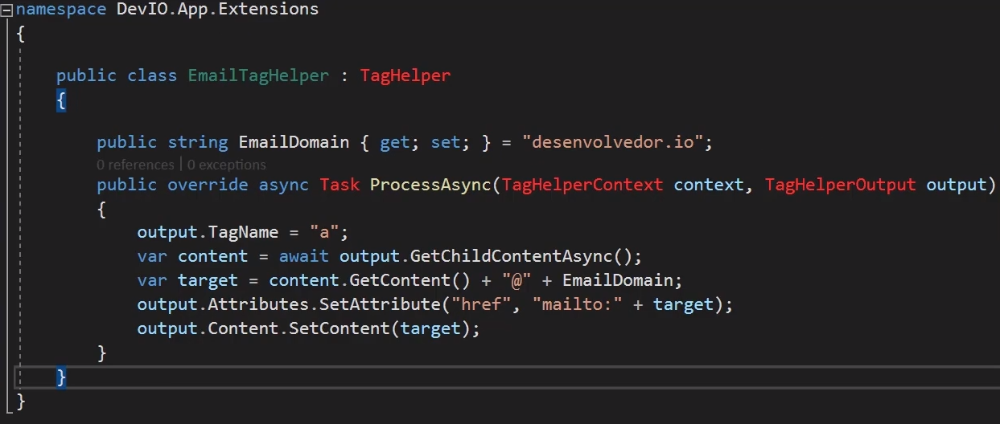 namespace DevIO.App.Extensions
{
public class EmailTagHelper : TagHelper
{
public string EmailDomain { get; set; } = "desenvolvedor.io";
0 references | 0 exceptions
public override async Task ProcessAsync(TagHelperContext context, TagHelperOutput output)
{
output.TagName = "a";
var content = await output.GetChildContentAsync();
var target = content.GetContent() + "@" + EmailDomain;
output.Attributes.SetAttribute("href", "mailto:" + target);
output.Content.SetContent(target);
}
}
}